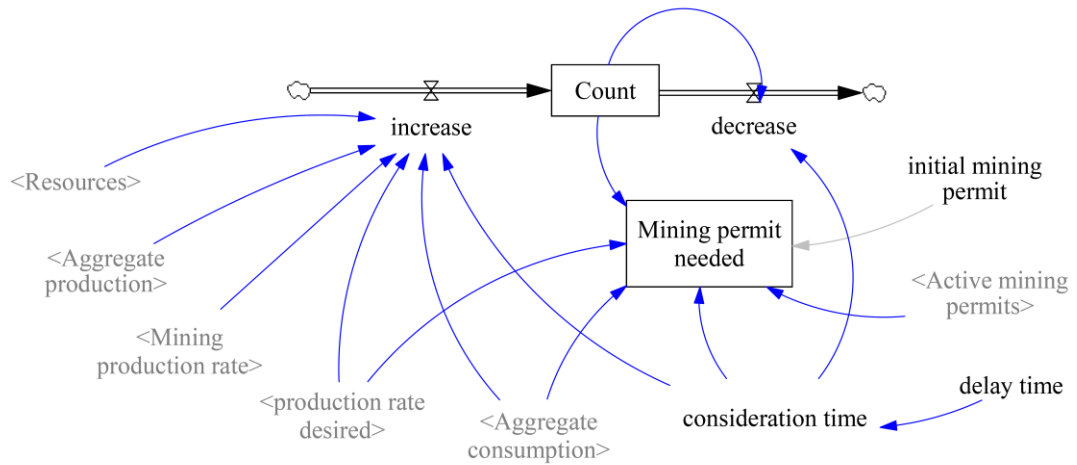 Count
increase
decrease
<Resources>
initial mining
permit
Mining permit
needed
<Aggregate
production>
<Active mining
permits>
<Mining
production rate>
<production rate
desired>
<Aggregate
consumption>
consideration time
delay time